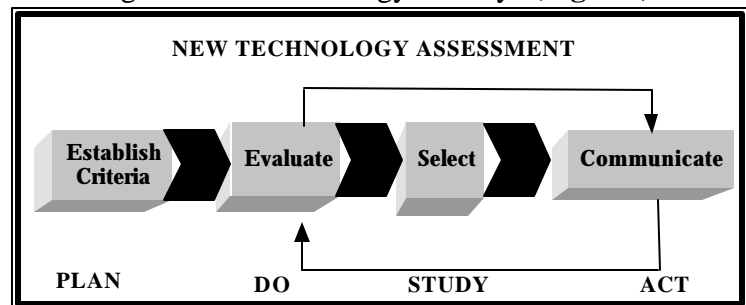 NEW TECHNOLOGY ASSESSMENT
Establish
Criteria
Evaluate
Select
Communicate
PLAN
DO
STUDY
ACT